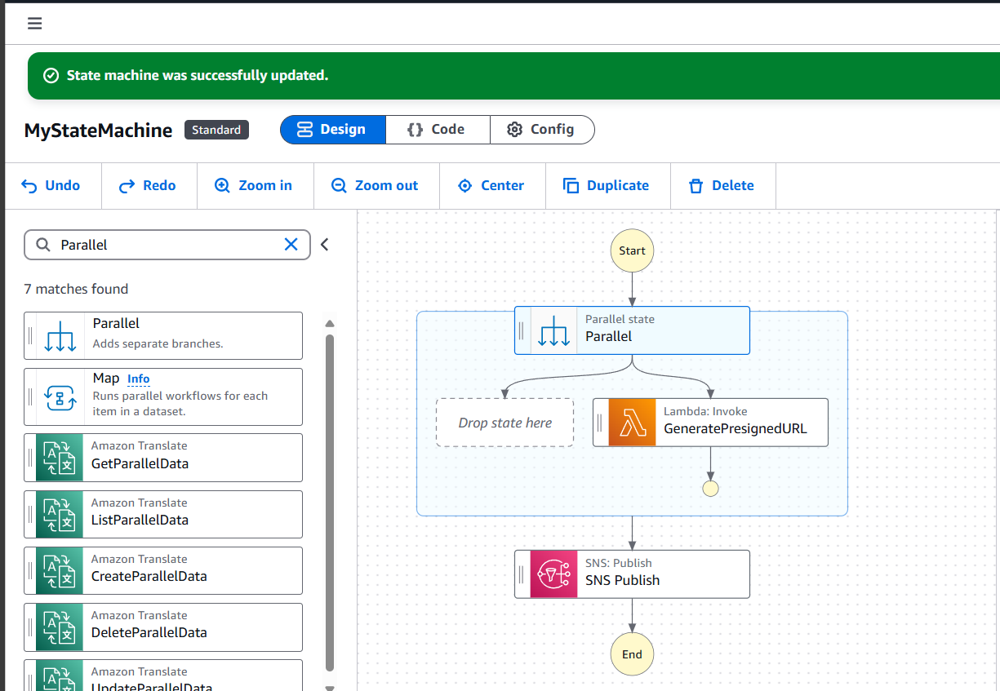 State machine was successfully updated.
MyStateMachine Standard Design {} Code Config
Undo Redo Zoom in Zoom out Center Duplicate Delete
Parallel
7 matches found
Parallel
Adds separate branches.
Map Info
Runs parallel workflows for each
item in a dataset.
Amazon Translate
GetParallelData
Amazon Translate
ListParallelData
Amazon Translate
CreateParallelData
Amazon Translate
DeleteParallelData
Amazon Translate
UpdateParallelData
Start
Parallel state
Parallel
Drop state here
Lambda: Invoke
GeneratePresignedURL
SNS: Publish
SNS Publish
End